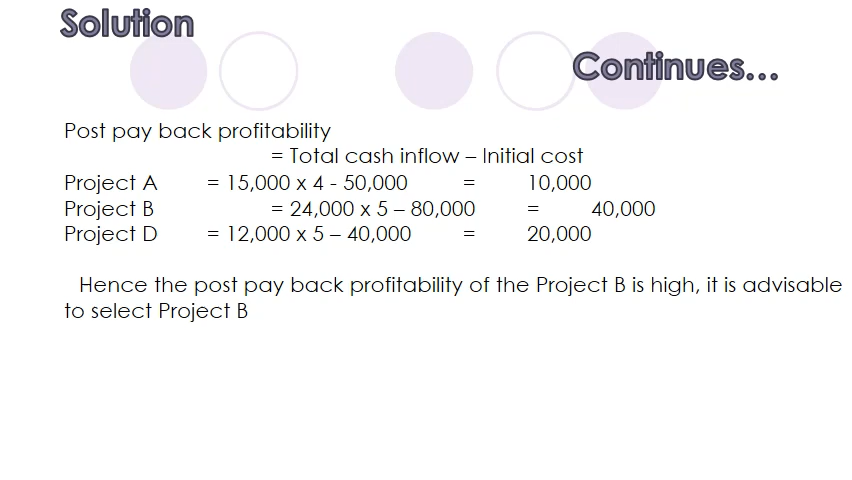 Solution
Continues...
Post pay back profitability
= Total cash inflow – Initial cost
Project A = 15,000 x 4 - 50,000 = 10,000
Project B = 24,000 x 5 – 80,000 = 40,000
Project D = 12,000 x 5 – 40,000 = 20,000
Hence the post pay back profitability of the Project B is high, it is advisable
to select Project B